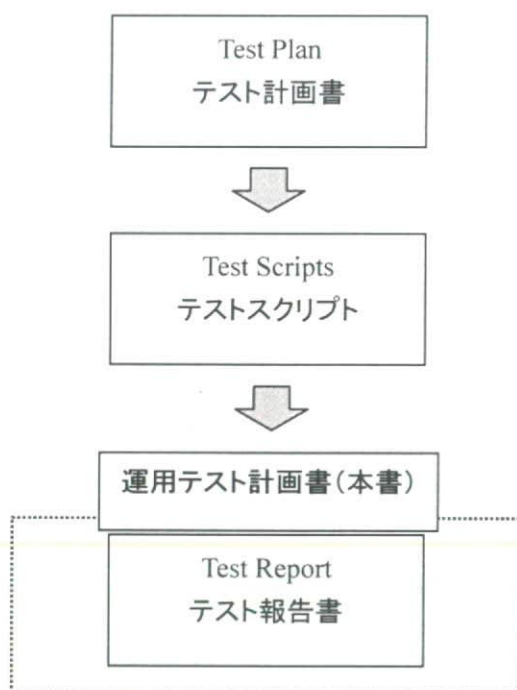 Test Plan
テスト計画書
Test Scripts
テストスクリプト
運用テスト計画書(本書)
Test Report
テスト報告書